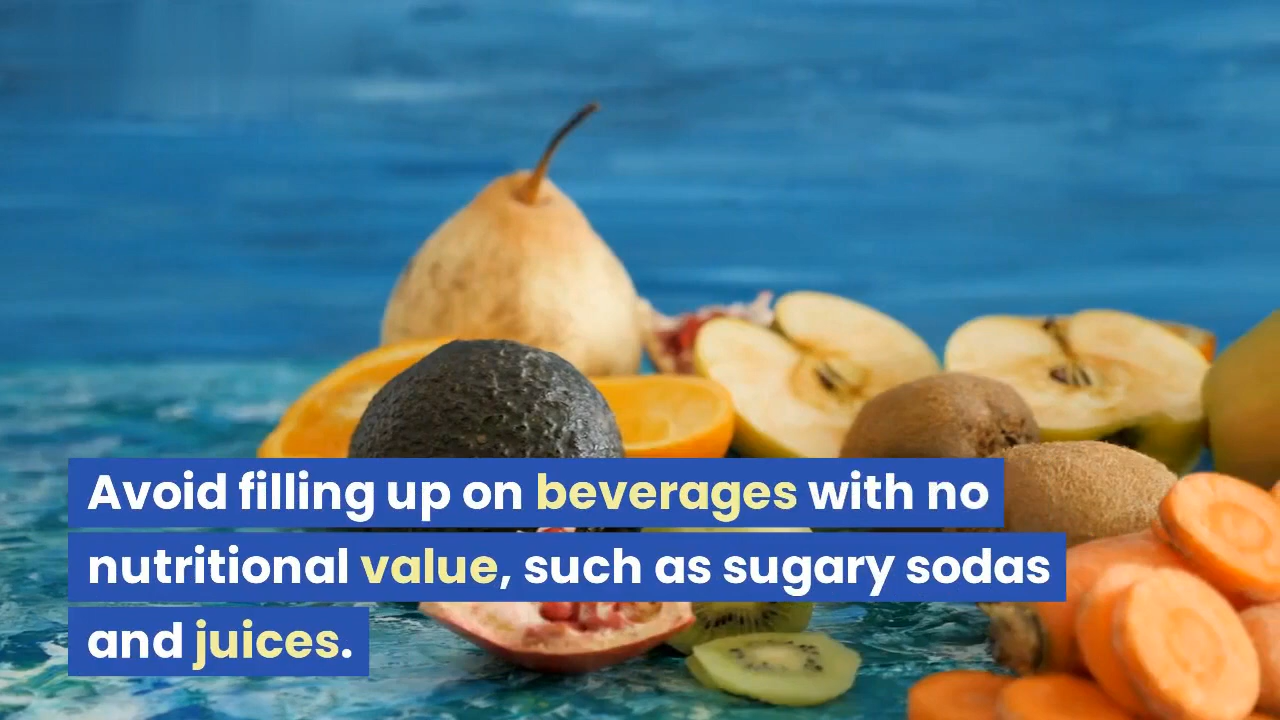 Avoid filling up on beverages with no
nutritional value, such as sugary sodas
and juices.